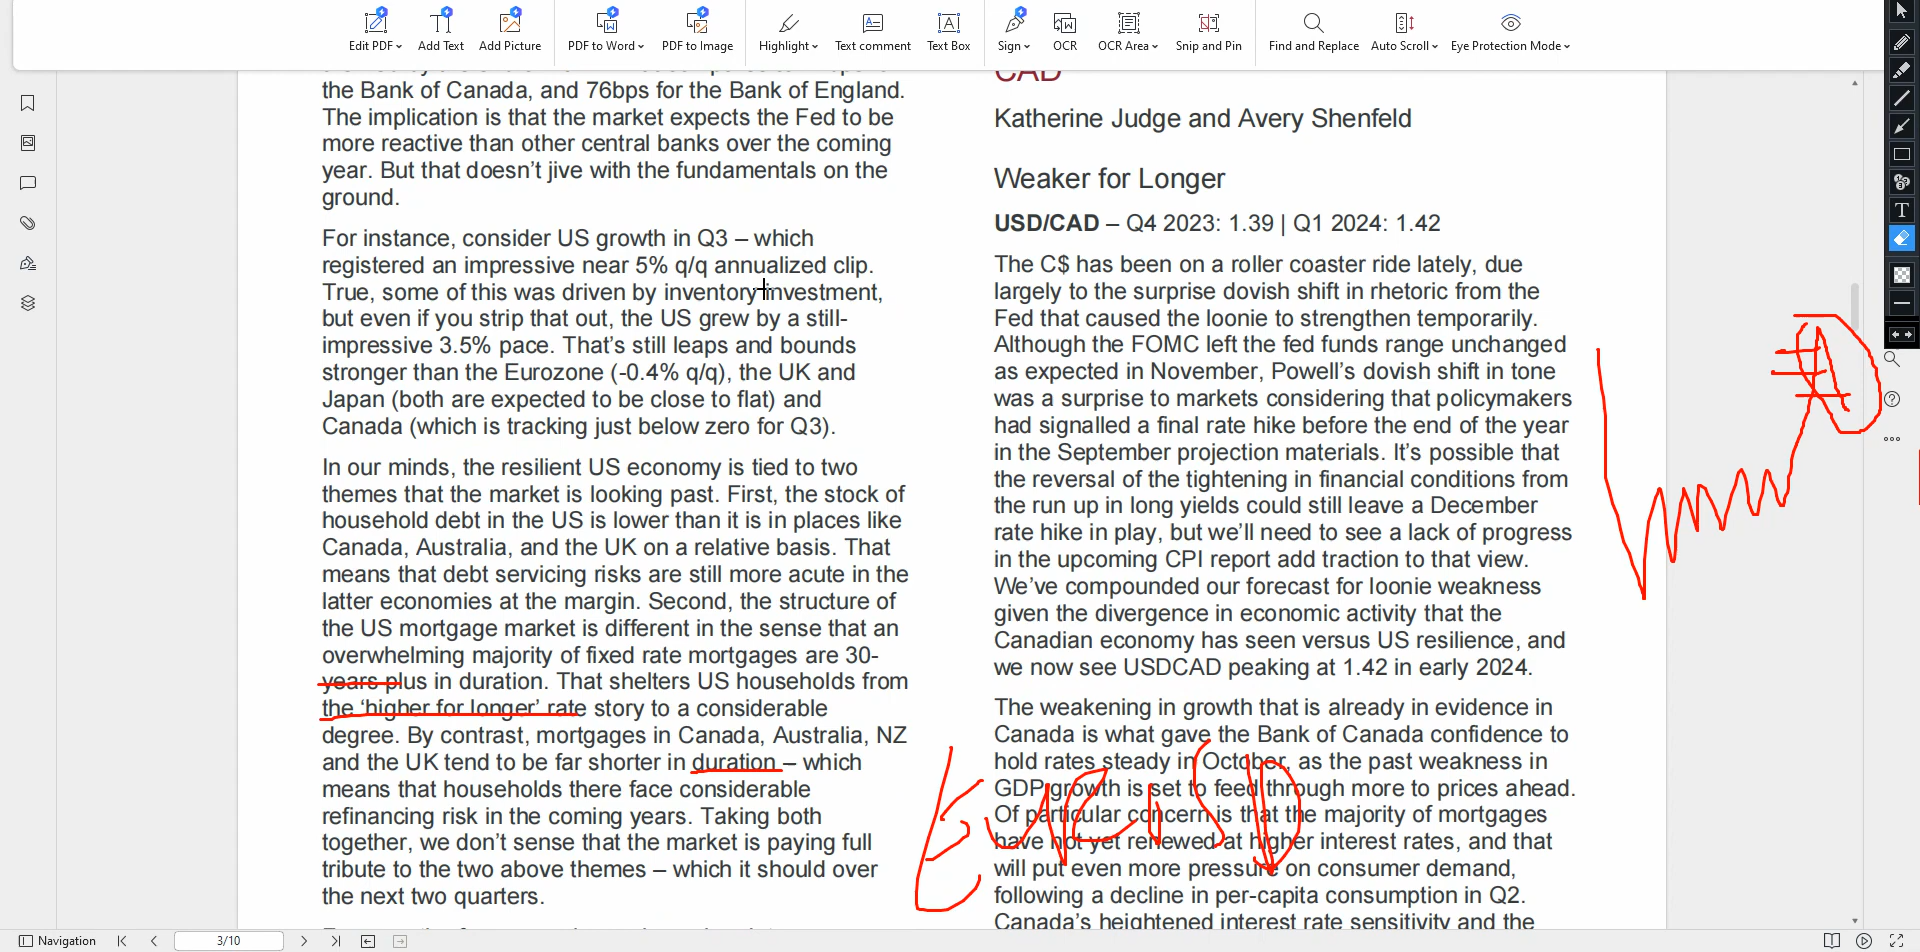 Edit PDF
Add Text
Add Picture
PDF to Word
PDF to Image
Highlight
Text comment
Text Box
Sign
OCR
OCR Area
Snip and Pin
Find and Replace
Auto Scroll
Eye Protection Mode
the Bank of Canada, and 76bps for the Bank of England.
The implication is that the market expects the Fed to be
more reactive than other central banks over the coming
year. But that doesn’t jive with the fundamentals on the
ground.
For instance, consider US growth in Q3 – which
registered an impressive near 5% q/q annualized clip.
True, some of this was driven by inventory investment,
but even if you strip that out, the US grew by a still-
impressive 3.5% pace. That’s still leaps and bounds
stronger than the Eurozone (-0.4% q/q), the UK and
Japan (both are expected to be close to flat) and
Canada (which is tracking just below zero for Q3).
In our minds, the resilient US economy is tied to two
themes that the market is looking past. First, the stock of
household debt in the US is lower than it is in places like
Canada, Australia, and the UK on a relative basis. That
means that debt servicing risks are still more acute in the
latter economies at the margin. Second, the structure of
the US mortgage market is different in the sense that an
overwhelming majority of fixed rate mortgages are 30-
years plus in duration. That shelters US households from
the ‘higher for longer’ rate story to a considerable
degree. By contrast, mortgages in Canada, Australia, NZ
and the UK tend to be far shorter in duration – which
means that households there face considerable
refinancing risk in the coming years. Taking both
together, we don’t sense that the market is paying full
tribute to the two above themes – which it should over
the next two quarters.
CAD
Katherine Judge and Avery Shenfeld
Weaker for Longer
USD/CAD – Q4 2023: 1.39 | Q1 2024: 1.42
The C$ has been on a roller coaster ride lately, due
largely to the surprise dovish shift in rhetoric from the
Fed that caused the loonie to strengthen temporarily.
Although the FOMC left the fed funds range unchanged
as expected in November, Powell’s dovish shift in tone
was a surprise to markets considering that policymakers
had signalled a final rate hike before the end of the year
in the September projection materials. It’s possible that
the reversal of the tightening in financial conditions from
the run up in long yields could still leave a December
rate hike in play, but we’ll need to see a lack of progress
in the upcoming CPI report add traction to that view.
We’ve compounded our forecast for loonie weakness
given the divergence in economic activity that the
Canadian economy has seen versus US resilience, and
we now see USDCAD peaking at 1.42 in early 2024.
The weakening in growth that is already in evidence in
Canada is what gave the Bank of Canada confidence to
hold rates steady in October, as the past weakness in
GDP growth is set to feed through more to prices ahead.
Of particular concern is that the majority of mortgages
have not yet renewed at higher interest rates, and that
will put even more pressure on consumer demand,
following a decline in per-capita consumption in Q2.
Canada’s heightened interest rate sensitivity and the
Navigation
3/10